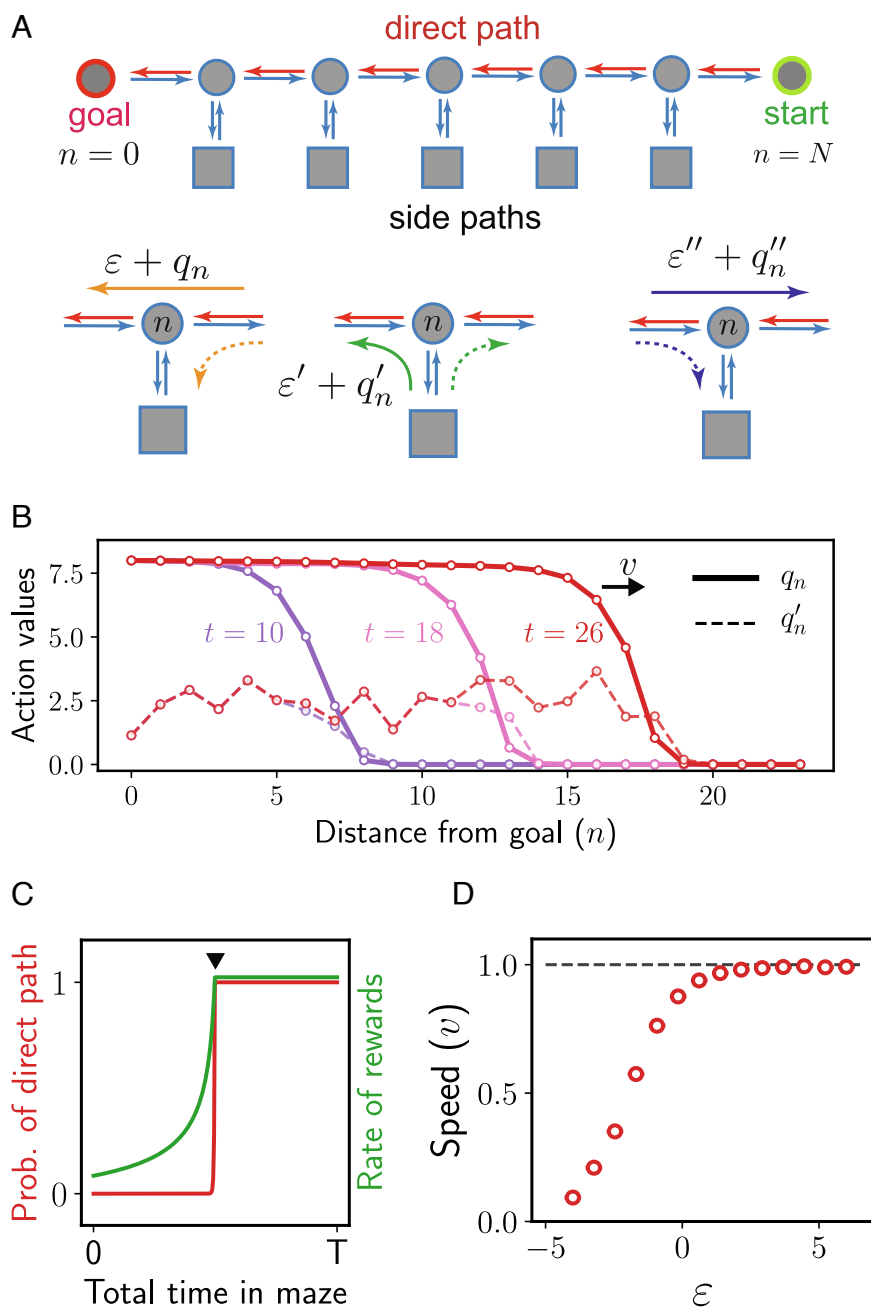 A
direct path
goal
start
n = 0
n = N
side paths
ε + q_n
ε′ + q′_n
ε″ + q″_n
n
n
n
B
Action values
7.5
5.0
2.5
0.0
t = 10
t = 18
t = 26
v
q_n
q′_n
0
5
10
15
20
Distance from goal (n)
C
Prob. of direct path
1
0
Rate of rewards
0
T
Total time in maze
D
Speed (v)
1.0
0.5
0.0
−5
0
5
ε